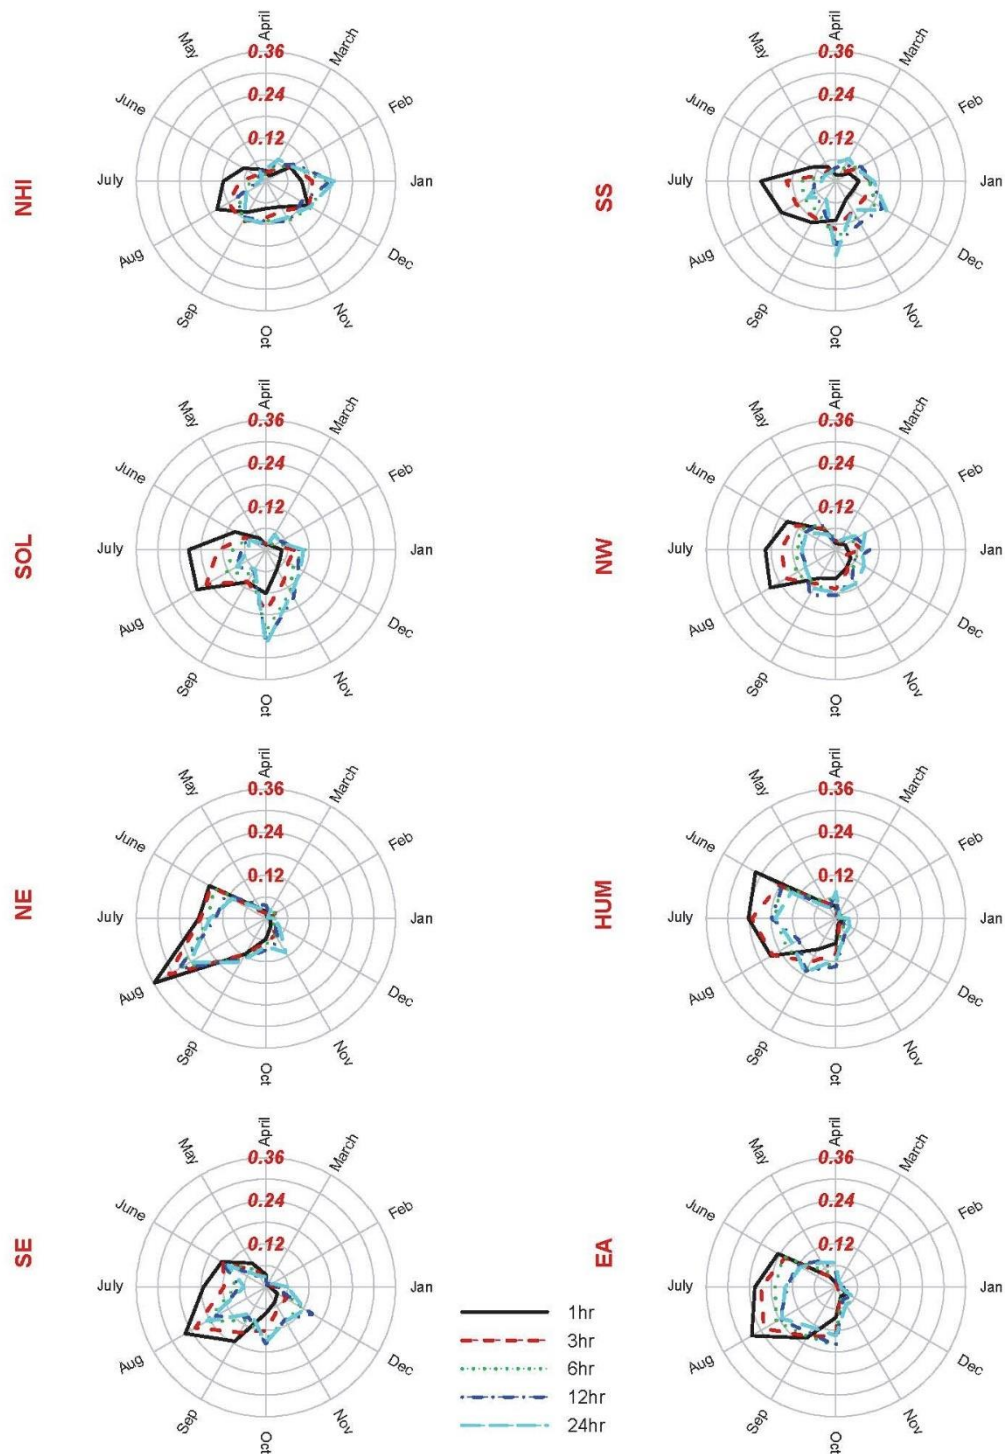 NHI
April
March
Feb
Jan
Dec
Nov
Oct
Sep
Aug
July
June
May
0.36
0.24
0.12
SS
April
March
Feb
Jan
Dec
Nov
Oct
Sep
Aug
July
June
May
0.36
0.24
0.12
SOL
April
March
Feb
Jan
Dec
Nov
Oct
Sep
Aug
July
June
May
0.36
0.24
0.12
NW
April
March
Feb
Jan
Dec
Nov
Oct
Sep
Aug
July
June
May
0.36
0.24
0.12
NE
April
March
Feb
Jan
Dec
Nov
Oct
Sep
Aug
July
June
May
0.36
0.24
0.12
HUM
April
March
Feb
Jan
Dec
Nov
Oct
Sep
Aug
July
June
May
0.36
0.24
0.12
SE
April
March
Feb
Jan
Dec
Nov
Oct
Sep
Aug
July
June
May
0.36
0.24
0.12
EA
April
March
Feb
Jan
Dec
Nov
Oct
Sep
Aug
July
June
May
0.36
0.24
0.12
1hr
3hr
6hr
12hr
24hr